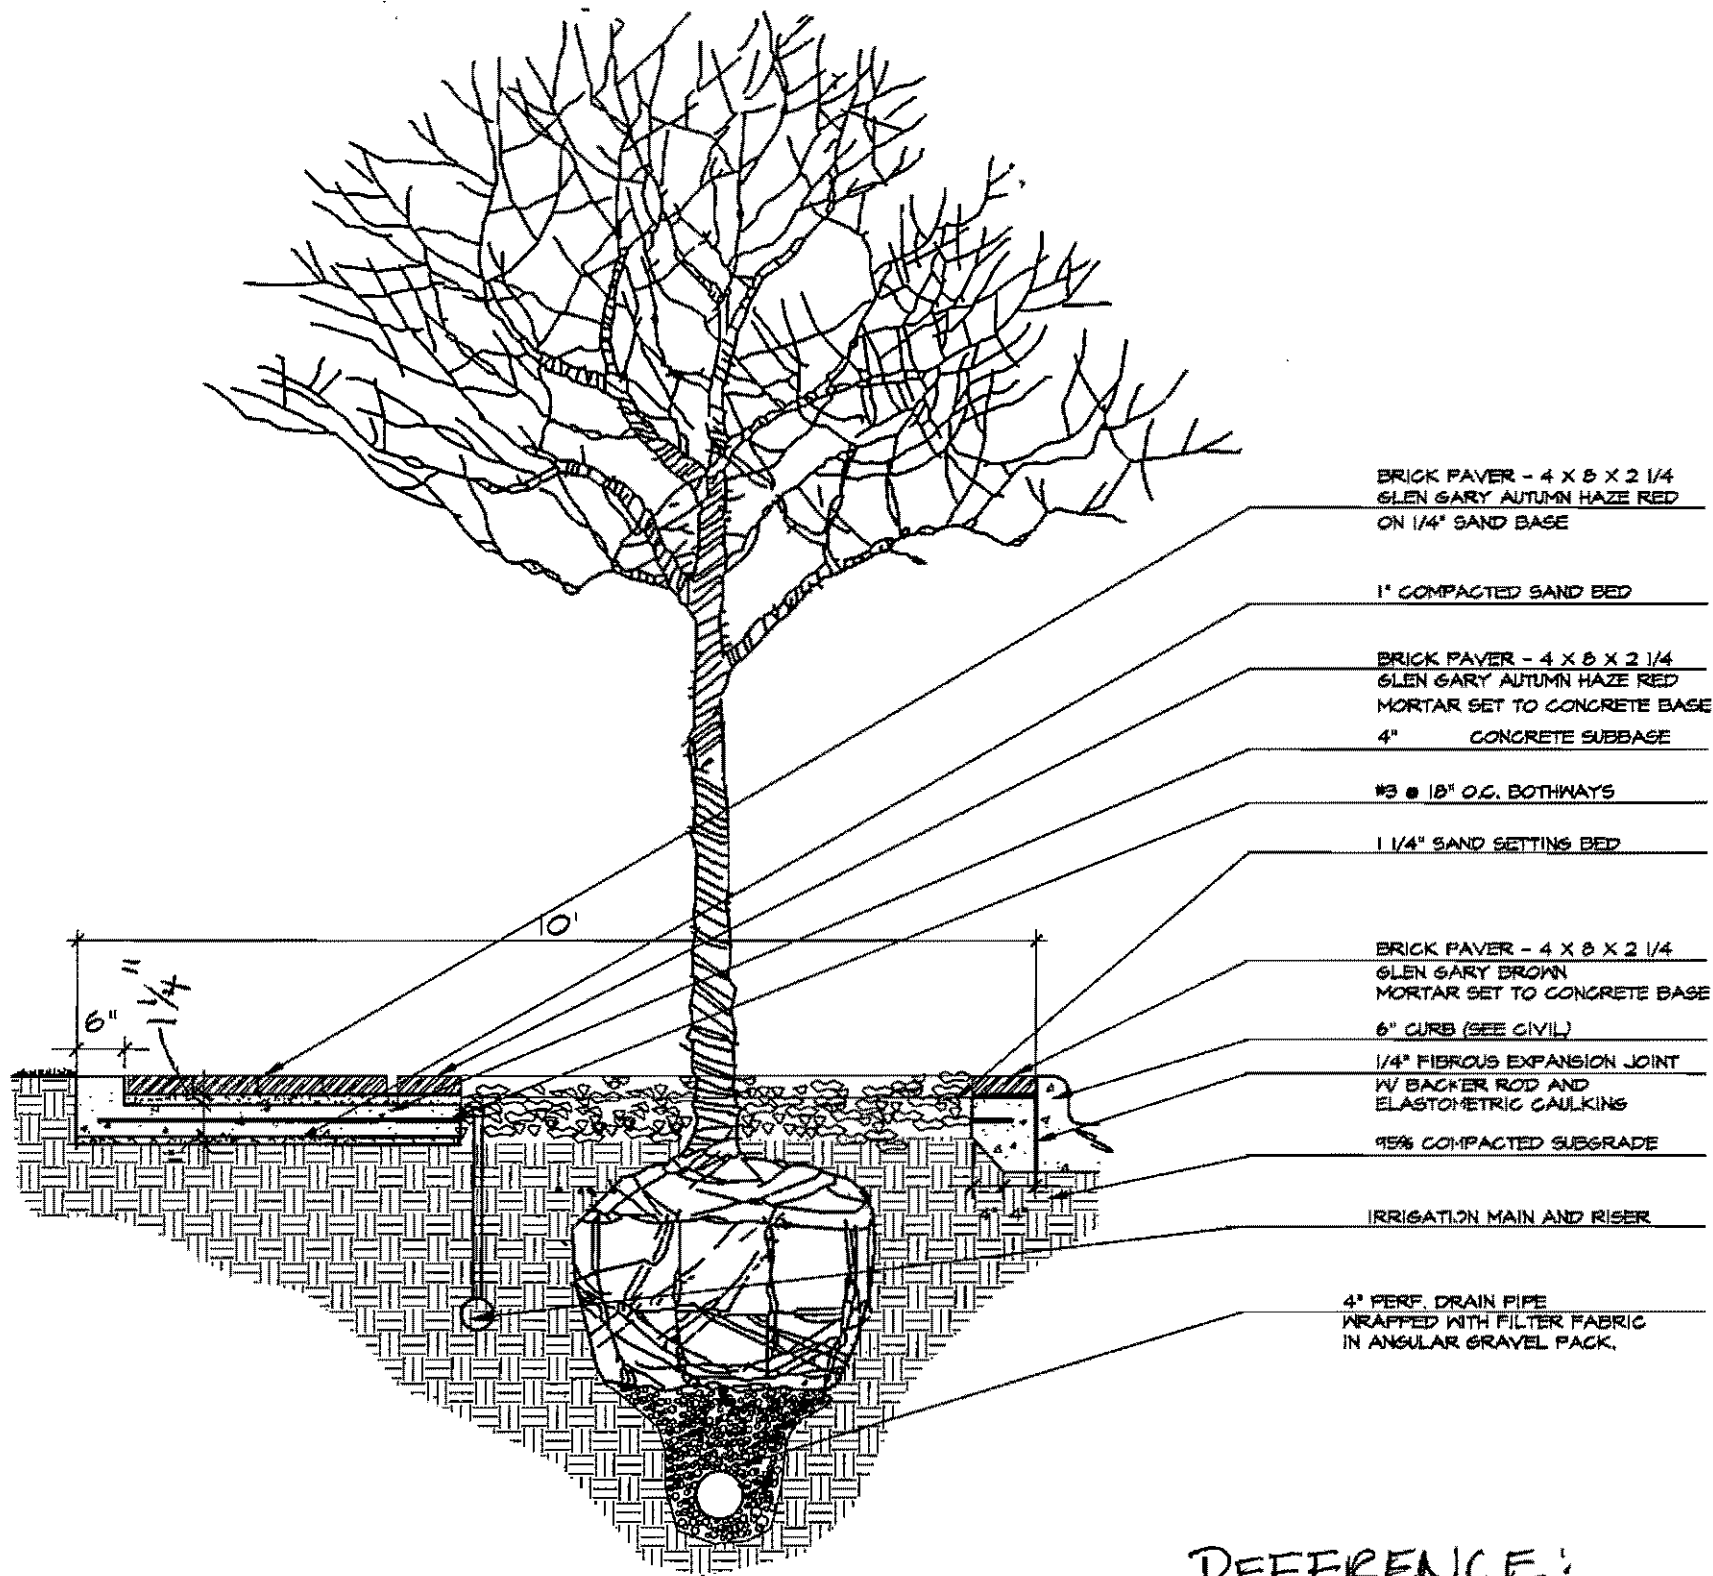 BRICK PAVER - 4 X 8 X 2 1/4
GLEN GARY AUTUMN HAZE RED
ON 1/4" SAND BASE
1" COMPACTED SAND BED
BRICK PAVER - 4 X 8 X 2 1/4
GLEN GARY AUTUMN HAZE RED
MORTAR SET TO CONCRETE BASE
4" CONCRETE SUBBASE
#3 @ 18" O.C. BOTHWAYS
1 1/4" SAND SETTING BED
10'
6"
1 1/4"
BRICK PAVER - 4 X 8 X 2 1/4
GLEN GARY BROWN
MORTAR SET TO CONCRETE BASE
6" CURB (SEE CIVIL)
1/4" FIBROUS EXPANSION JOINT
W/ BACKER ROD AND
ELASTOMETRIC CAULKING
95% COMPACTED SUBGRADE
4" 4"
IRRIGATION MAIN AND RISER
4" PERF. DRAIN PIPE
WRAPPED WITH FILTER FABRIC
IN ANGULAR GRAVEL PACK.
REFERENCE: